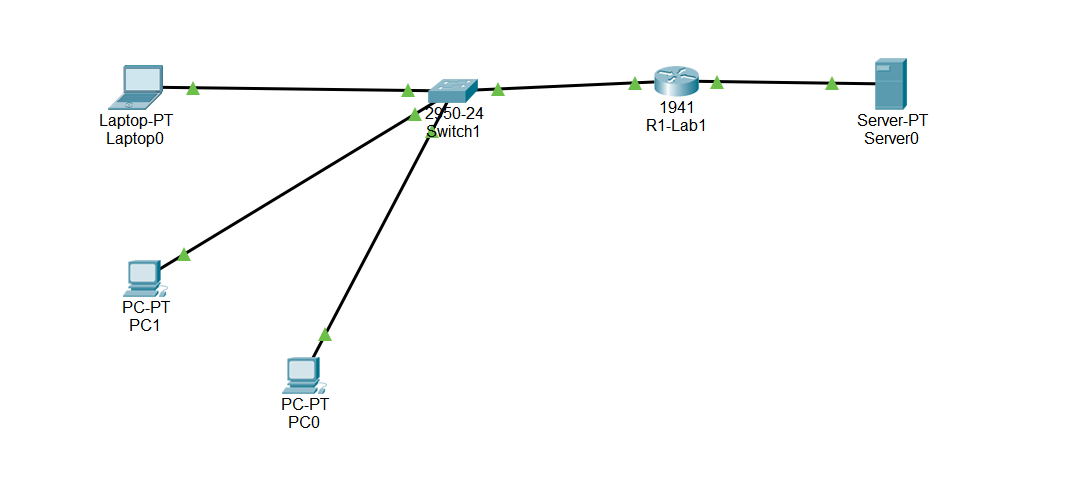 Laptop-PT
Laptop0
2950-24
Switch1
1941
R1-Lab1
Server-PT
Server0
PC-PT
PC1
PC-PT
PC0